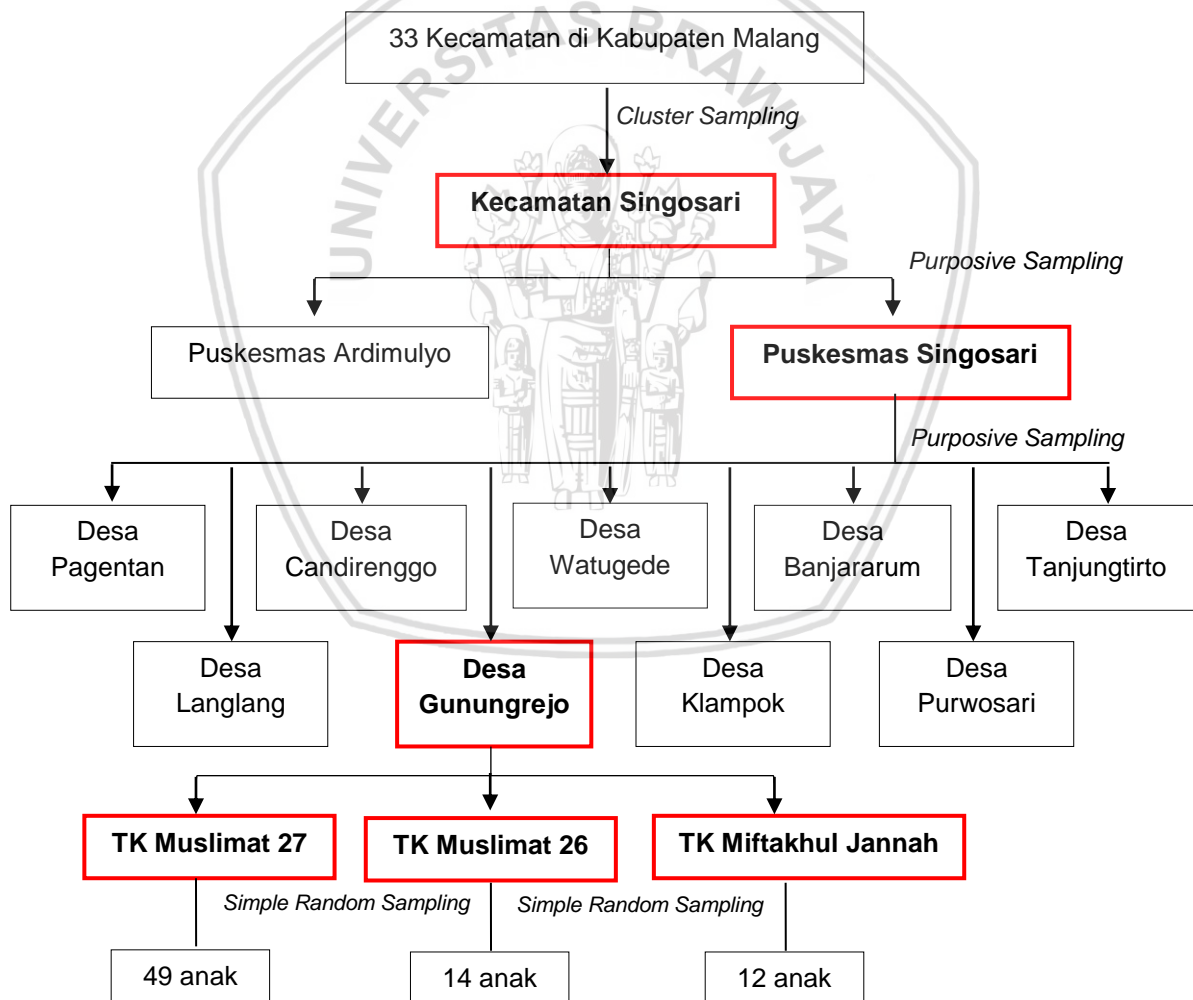 UNIVERSITAS BRAWIJAYA
33 Kecamatan di Kabupaten Malang
Cluster Sampling
Kecamatan Singosari
Purposive Sampling
Puskesmas Ardimulyo
Puskesmas Singosari
Purposive Sampling
Desa
Pagentan
Desa
Candirenggo
Desa
Watugede
Desa
Banjararum
Desa
Tanjungtirto
Desa
Langlang
Desa
Gunungrejo
Desa
Klampok
Desa
Purwosari
TK Muslimat 27
TK Muslimat 26
TK Miftakhul Jannah
Simple Random Sampling
Simple Random Sampling
49 anak
14 anak
12 anak